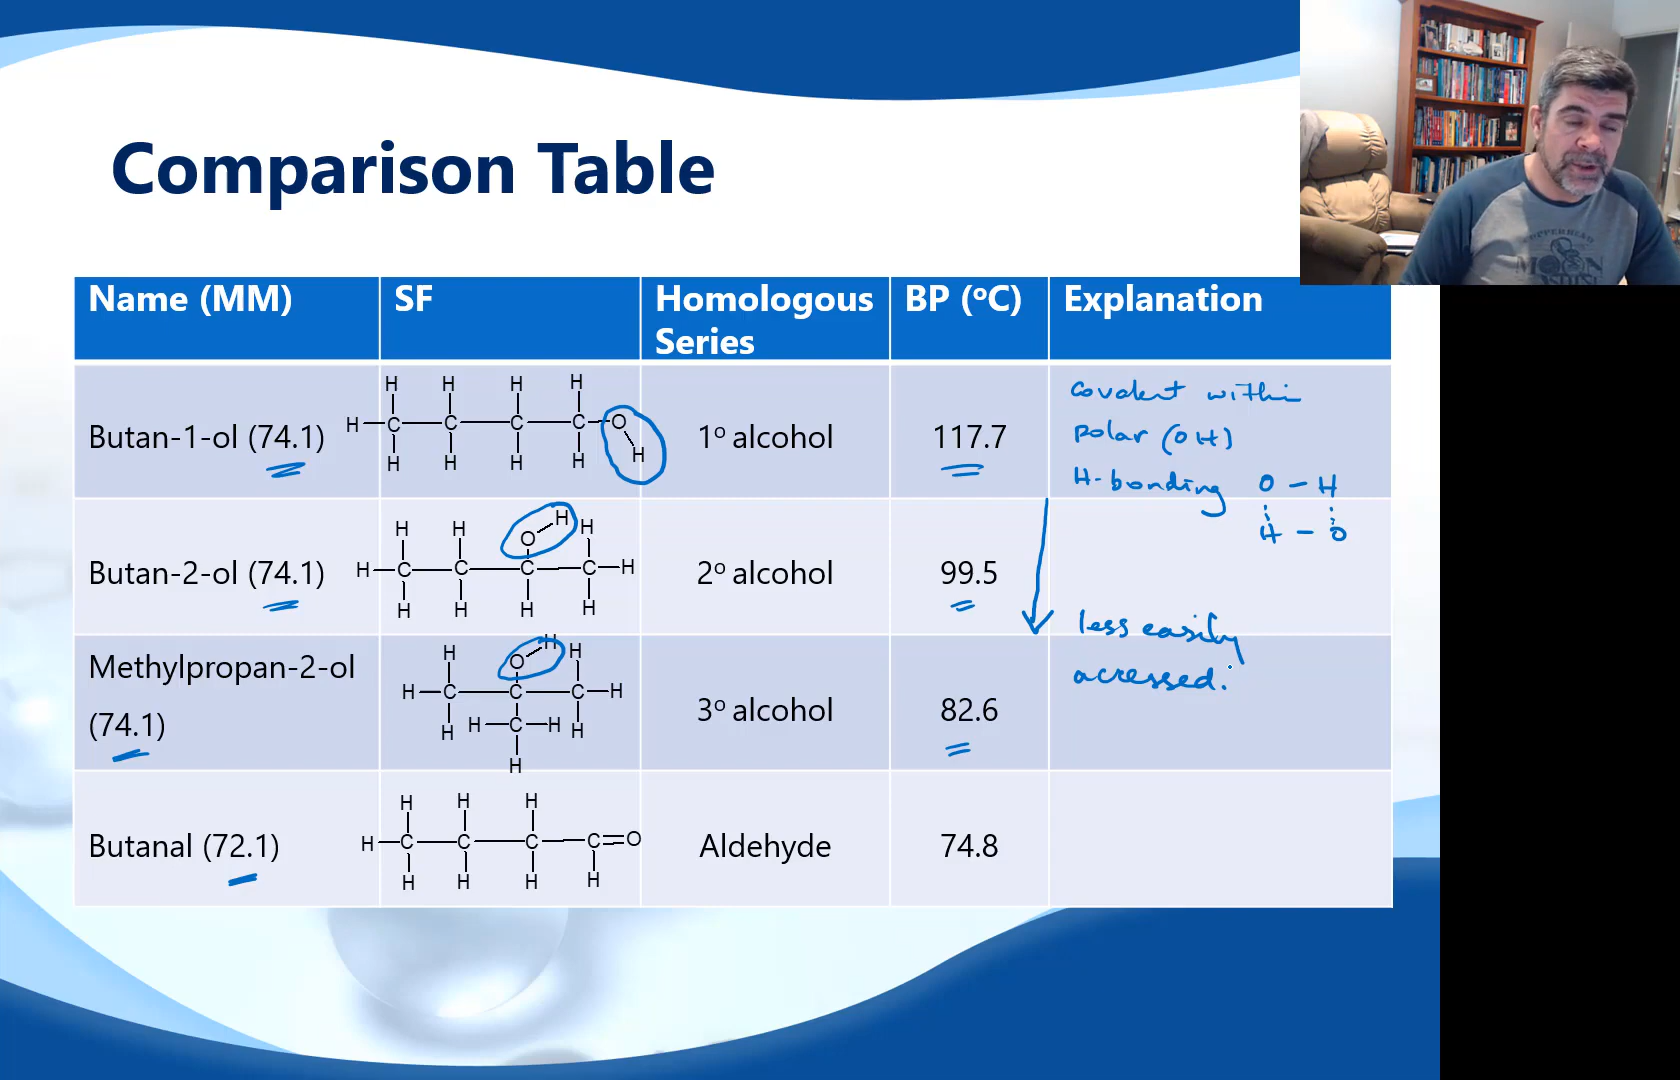 Comparison Table
Name (MM) SF Homologous Series BP (ºC) Explanation
Butan-1-ol (74.1) 1º alcohol 117.7
H H H H
H C C C C O
H H H H H
covalent within
polar (OH)
H-bonding O - H
H - O
Butan-2-ol (74.1) 2º alcohol 99.5
O H
H H H
H C C C C H
H H H H
less easily
accessed.
Methylpropan-2-ol
(74.1) 3º alcohol 82.6
H O H H
H C C C H
H H C H H
H
Butanal (72.1) Aldehyde 74.8
H H H
H C C C C O
H H H H
COPPERHEAD
MOON